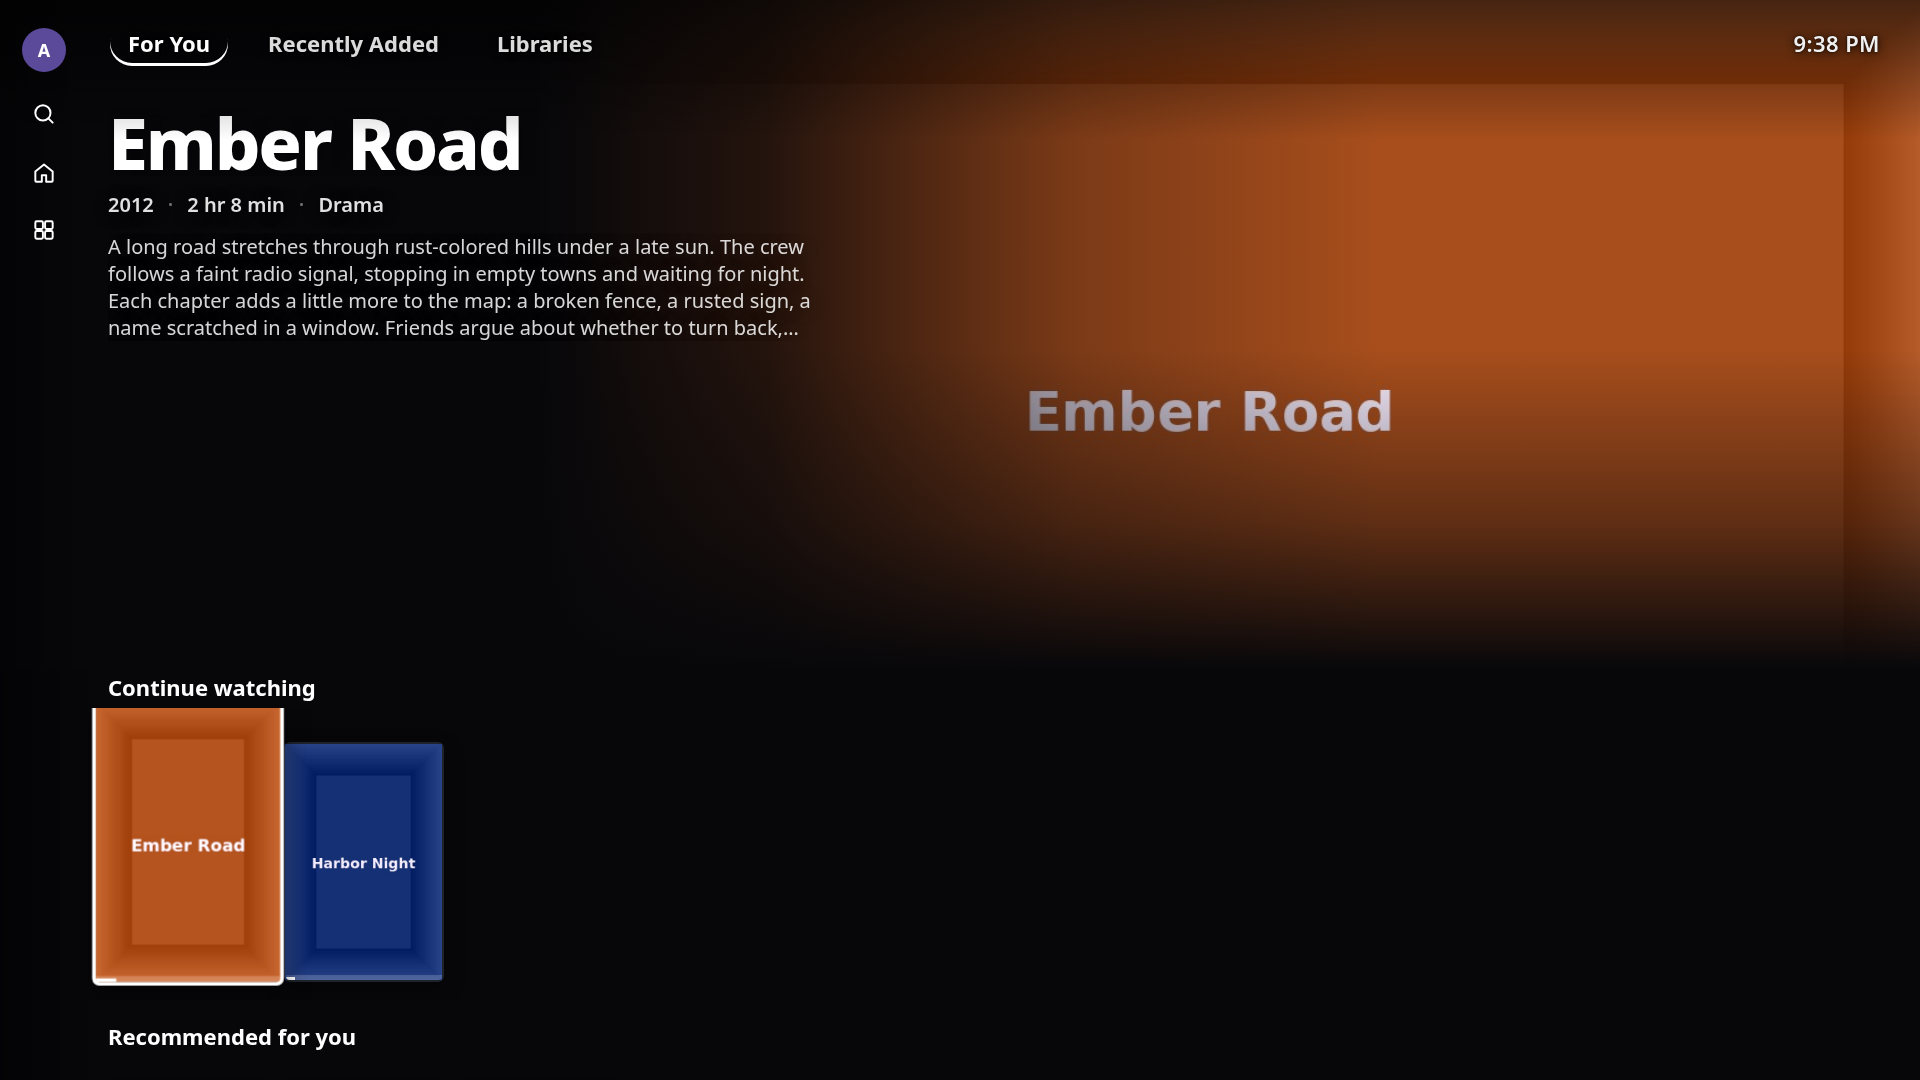 A
For You
Recently Added
Libraries
9:38 PM
Ember Road
2012 · 2 hr 8 min · Drama
A long road stretches through rust-colored hills under a late sun. The crew
follows a faint radio signal, stopping in empty towns and waiting for night.
Each chapter adds a little more to the map: a broken fence, a rusted sign, a
name scratched in a window. Friends argue about whether to turn back,...
Ember Road
Continue watching
Ember Road
Harbor Night
Recommended for you